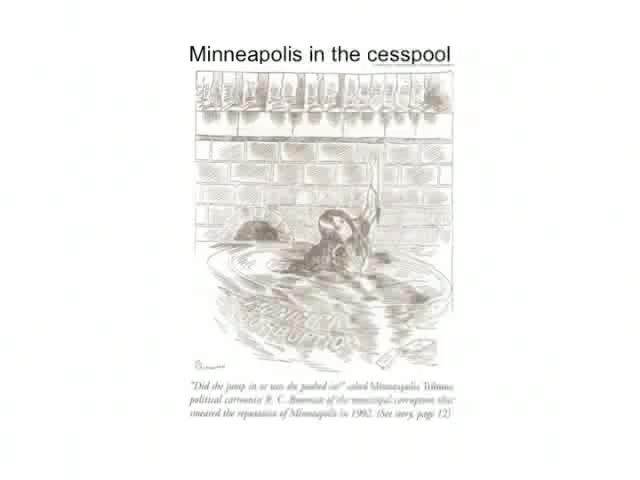 Minneapolis in the cesspool
CORRUPTION
"Did she jump in or was she pushed in?" asked Minneapolis Tribune
political cartoonist R. C. Bowman of the municipal corruption that
smeared the reputation of Minneapolis in 1902. (See story, page 12)